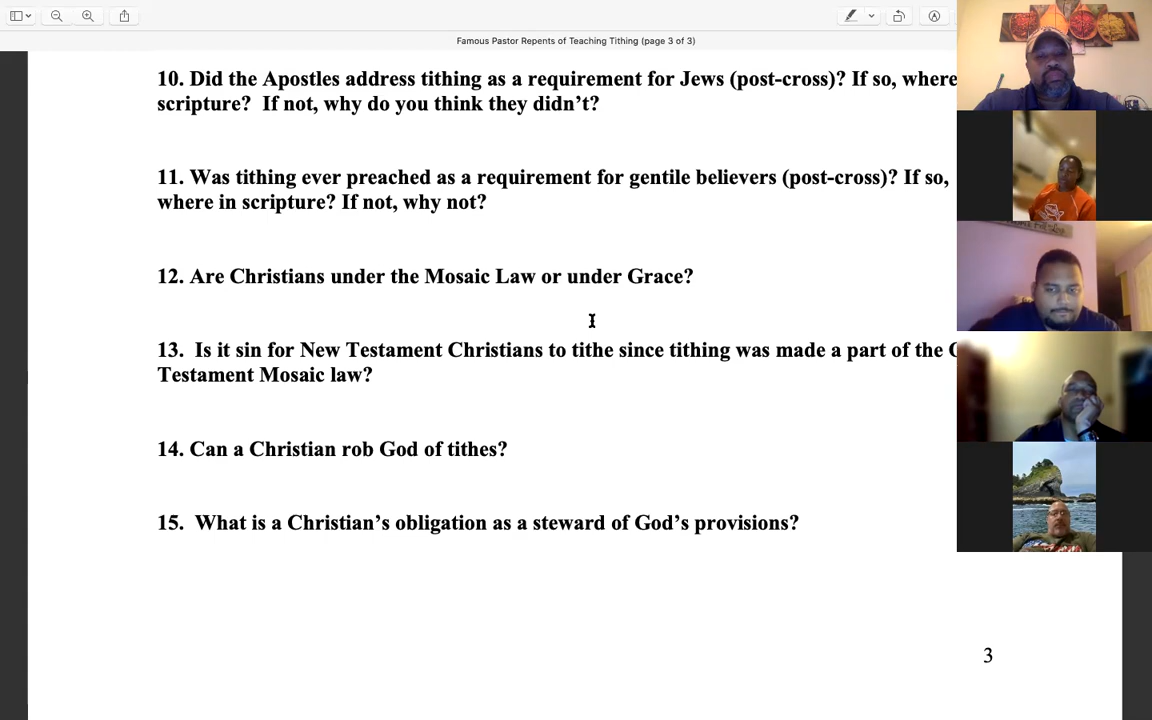 Famous Pastor Repents of Teaching Tithing (page 3 of 3)
10. Did the Apostles address tithing as a requirement for Jews (post-cross)? If so, where
scripture?  If not, why do you think they didn’t?
11. Was tithing ever preached as a requirement for gentile believers (post-cross)? If so,
where in scripture? If not, why not?
12. Are Christians under the Mosaic Law or under Grace?
13.  Is it sin for New Testament Christians to tithe since tithing was made a part of the
Testament Mosaic law?
14. Can a Christian rob God of tithes?
15.  What is a Christian’s obligation as a steward of God’s provisions?
3